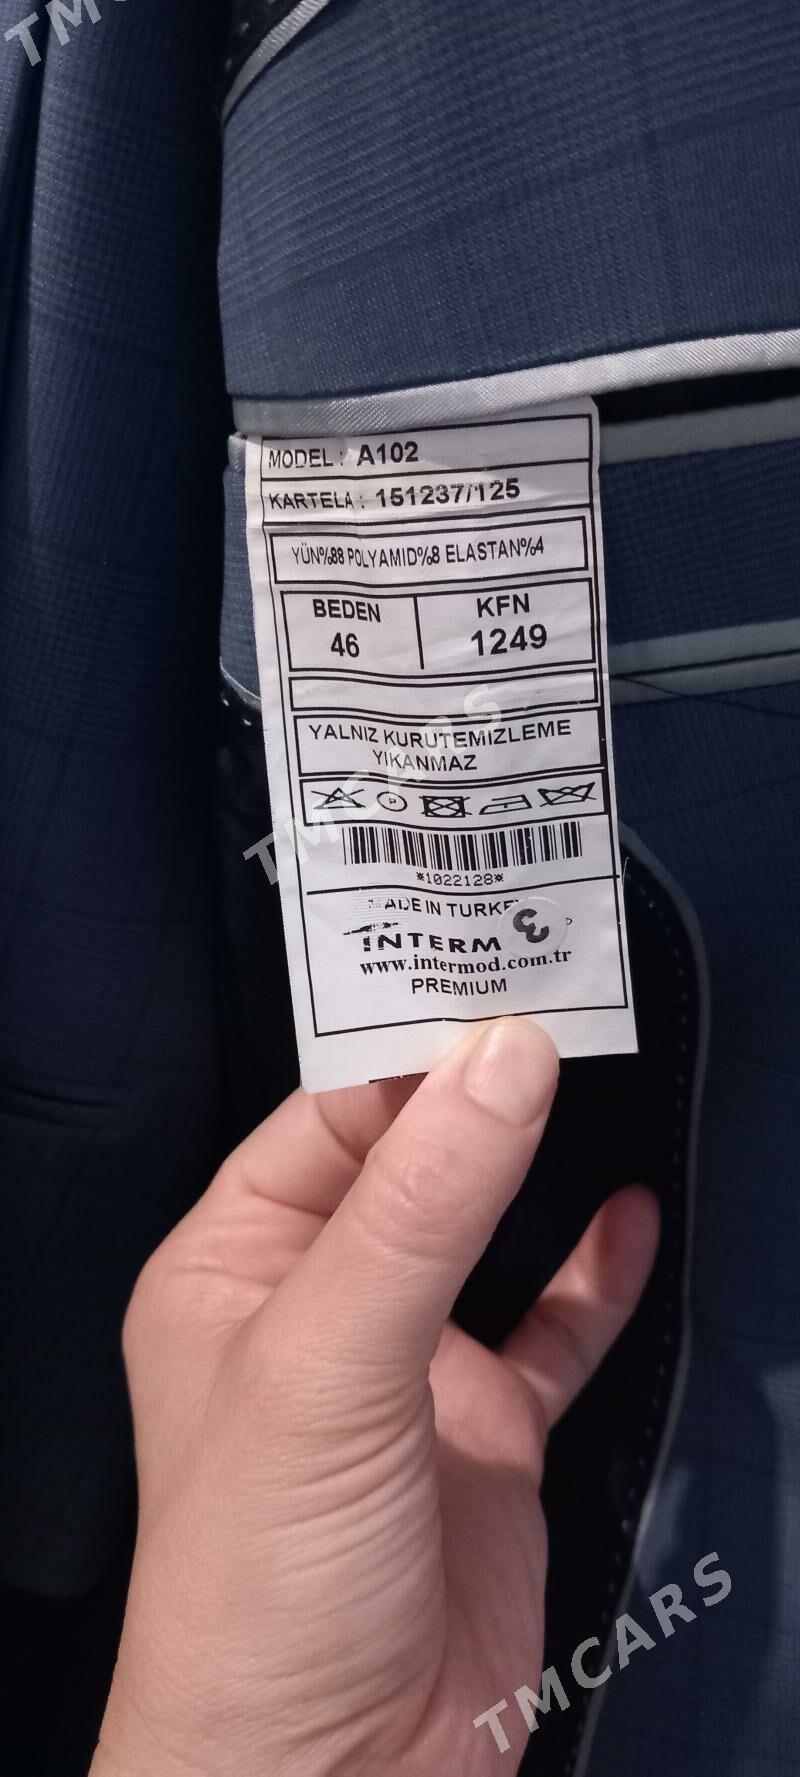 TMCARS
MODEL : A102
KARTELA : 151237/125
YÜN%88 POLYAMID%8 ELASTAN%4
BEDEN
46
KFN
1249
YALNIZ KURUTEMIZLEME
YIKANMAZ
P
TMCARS
*1022128*
MADE IN TURKEY
3
INTERM
www.intermod.com.tr
PREMIUM
TMCARS